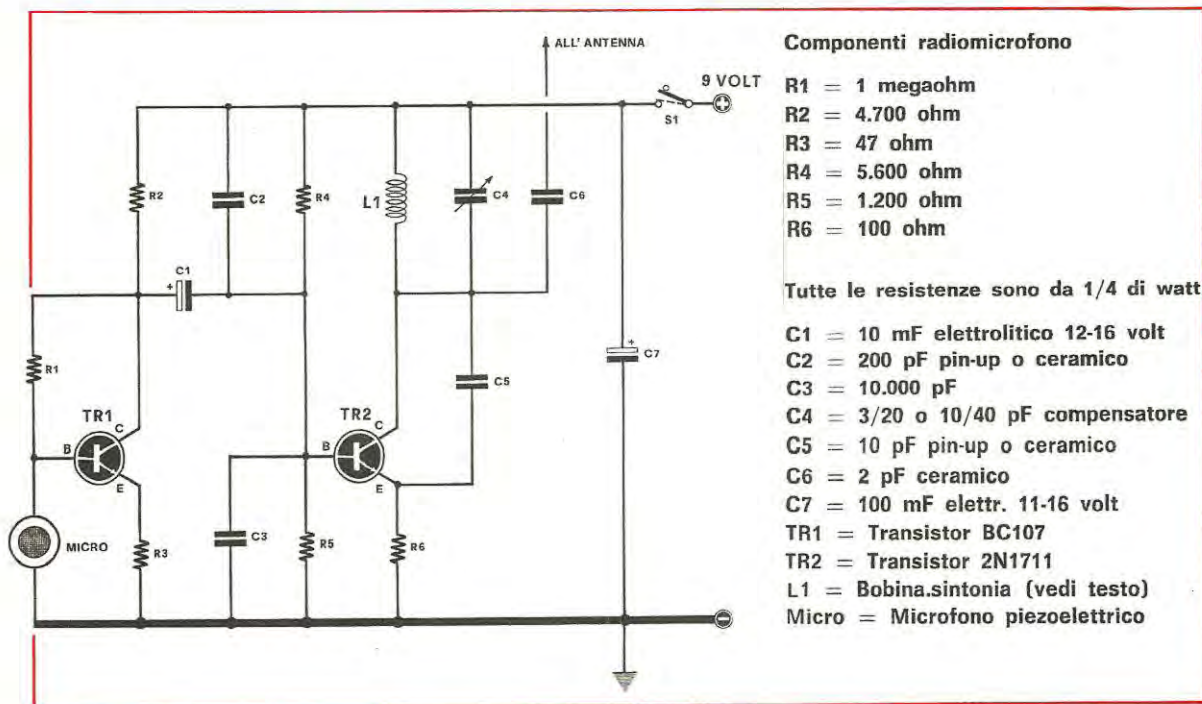 ALL' ANTENNA
9 VOLT
+
S1
R2
C2
R4
L1
C4
C6
C1
+
R1
+
C7
C5
TR1
C
B
E
TR2
C
B
E
MICRO
R3
C3
R5
R6
Componenti radiomicrofono
R1 = 1 megaohm
R2 = 4.700 ohm
R3 = 47 ohm
R4 = 5.600 ohm
R5 = 1.200 ohm
R6 = 100 ohm
Tutte le resistenze sono da 1/4 di watt
C1 = 10 mF elettrolitico 12-16 volt
C2 = 200 pF pin-up o ceramico
C3 = 10.000 pF
C4 = 3/20 o 10/40 pF compensatore
C5 = 10 pF pin-up o ceramico
C6 = 2 pF ceramico
C7 = 100 mF elettr. 11-16 volt
TR1 = Transistor BC107
TR2 = Transistor 2N1711
L1 = Bobina.sintonia (vedi testo)
Micro = Microfono piezoelettrico